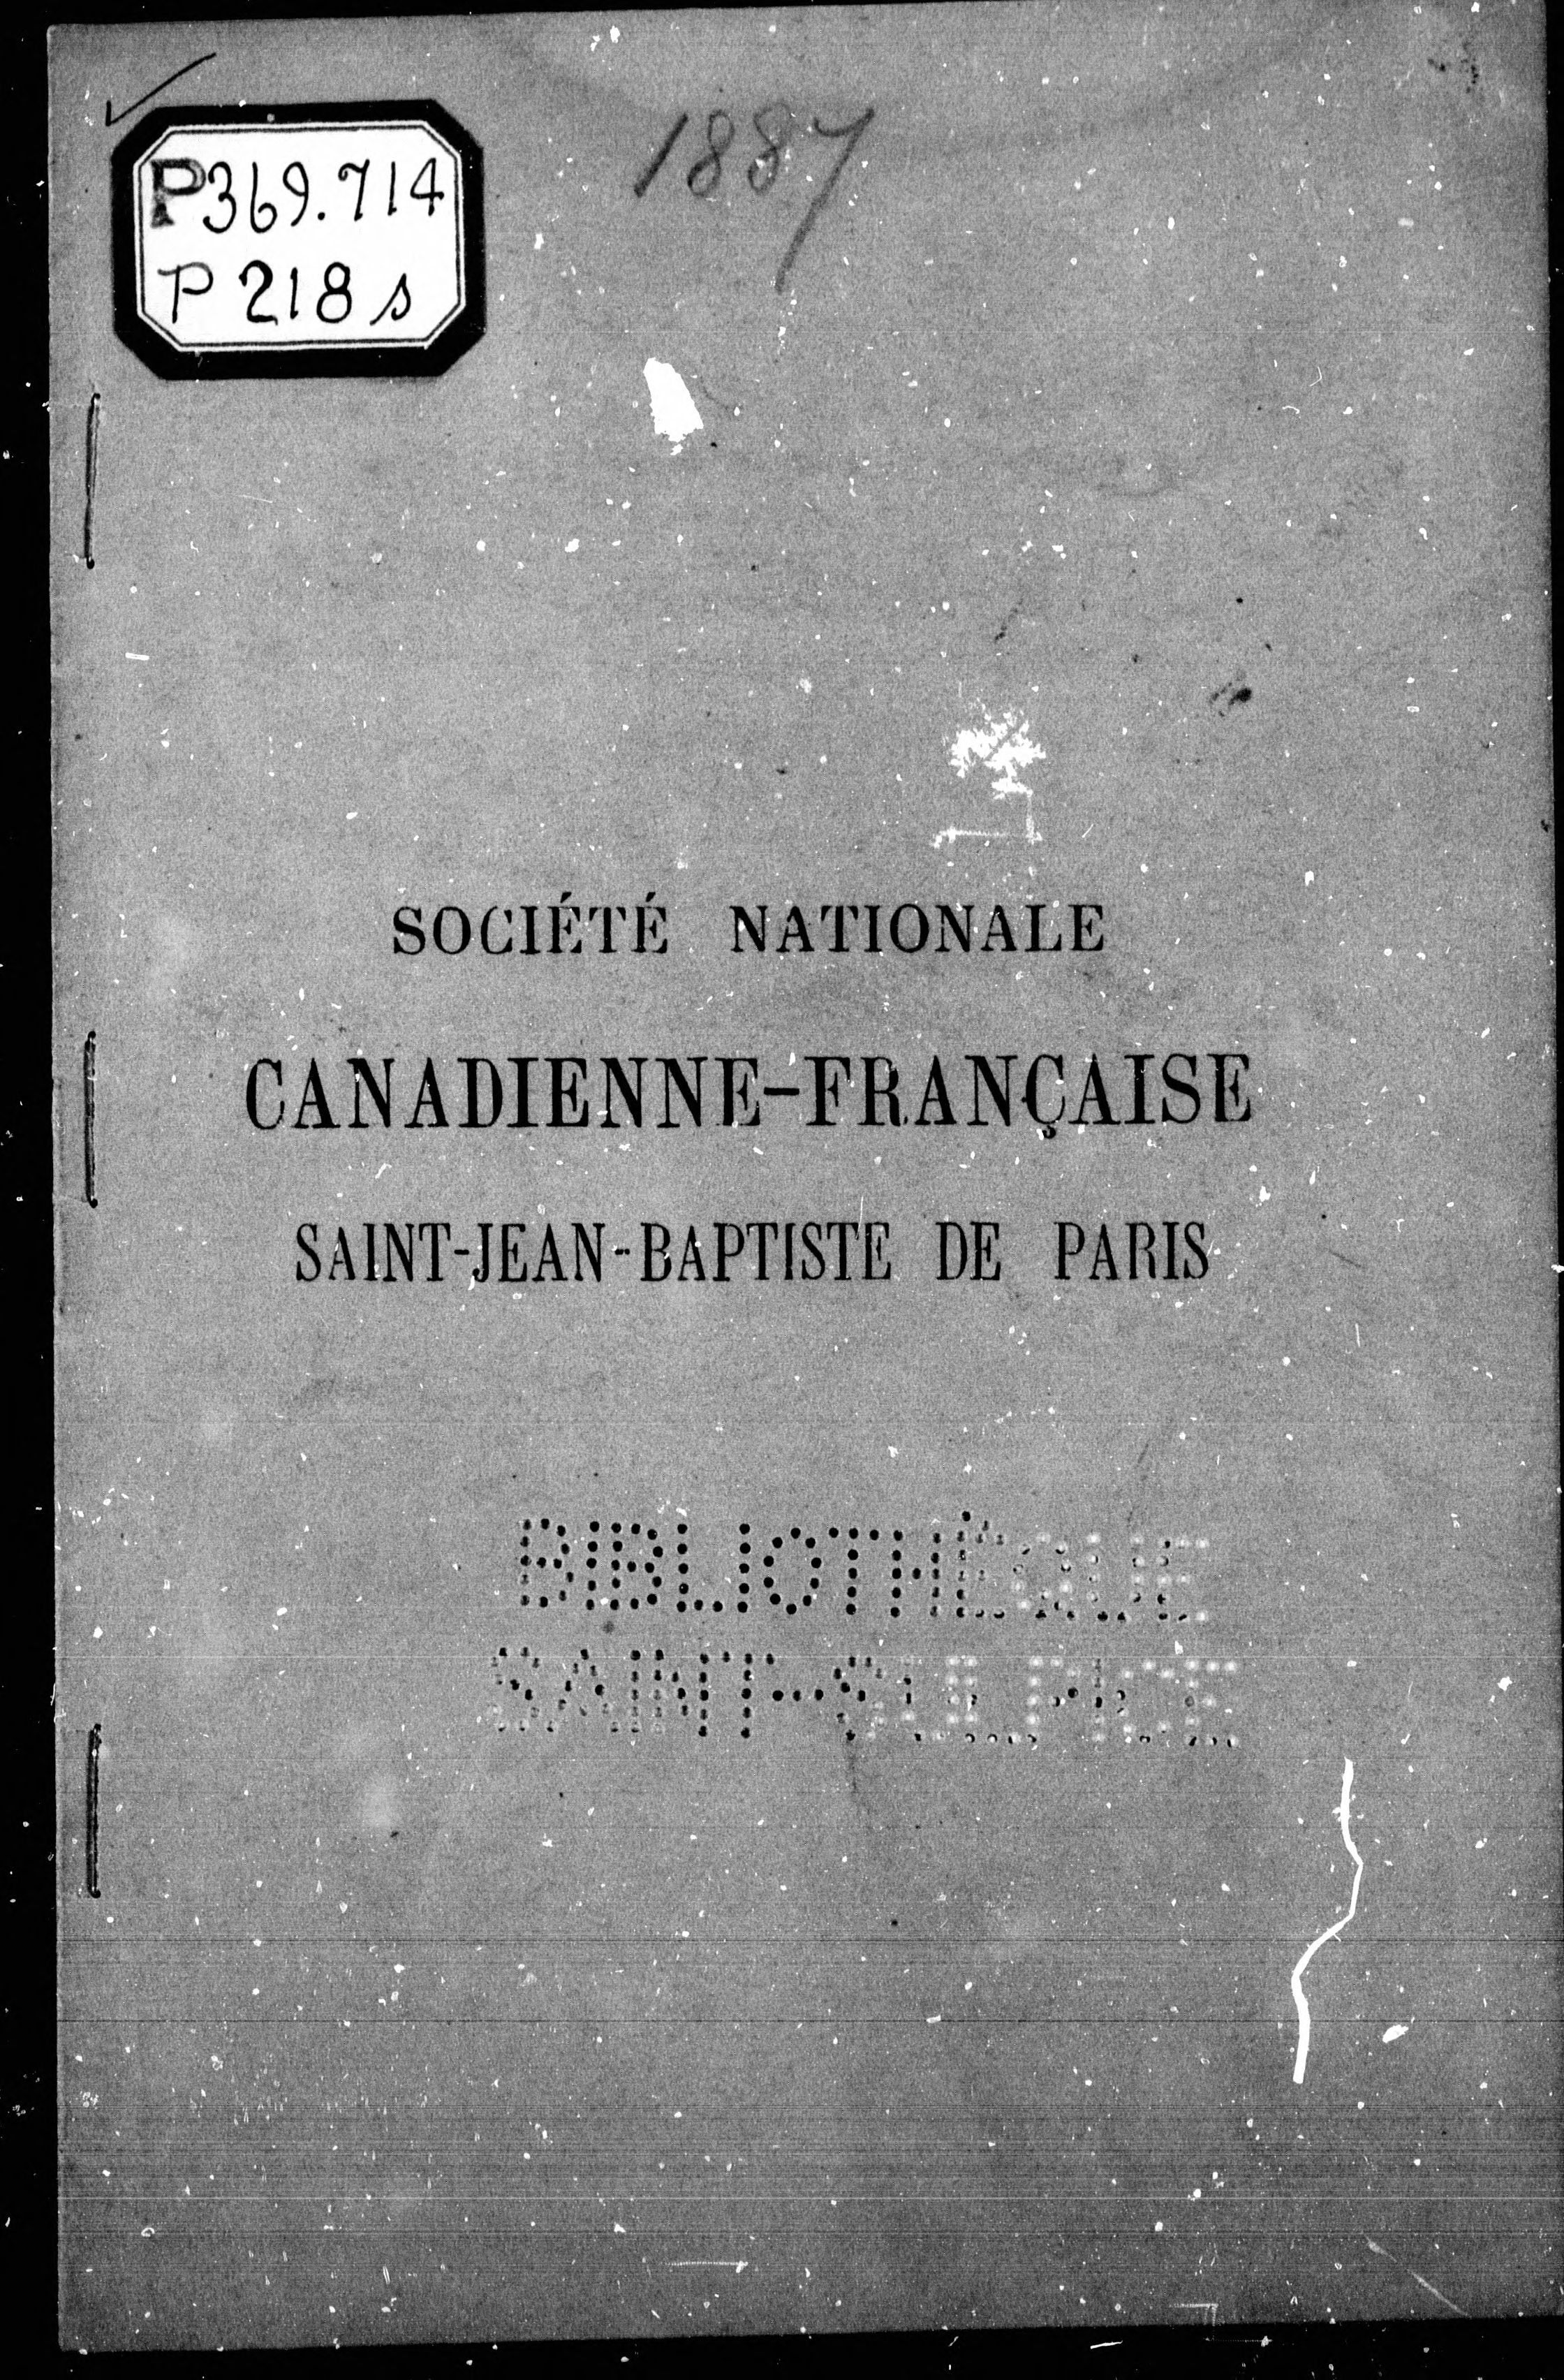 P369.714
P218s
1887
SOCIÉTÉ NATIONALE
CANADIENNE-FRANÇAISE
SAINT-JEAN-BAPTISTE DE PARIS
BIBLIOTHÈQUE
SAINT-SULPICE